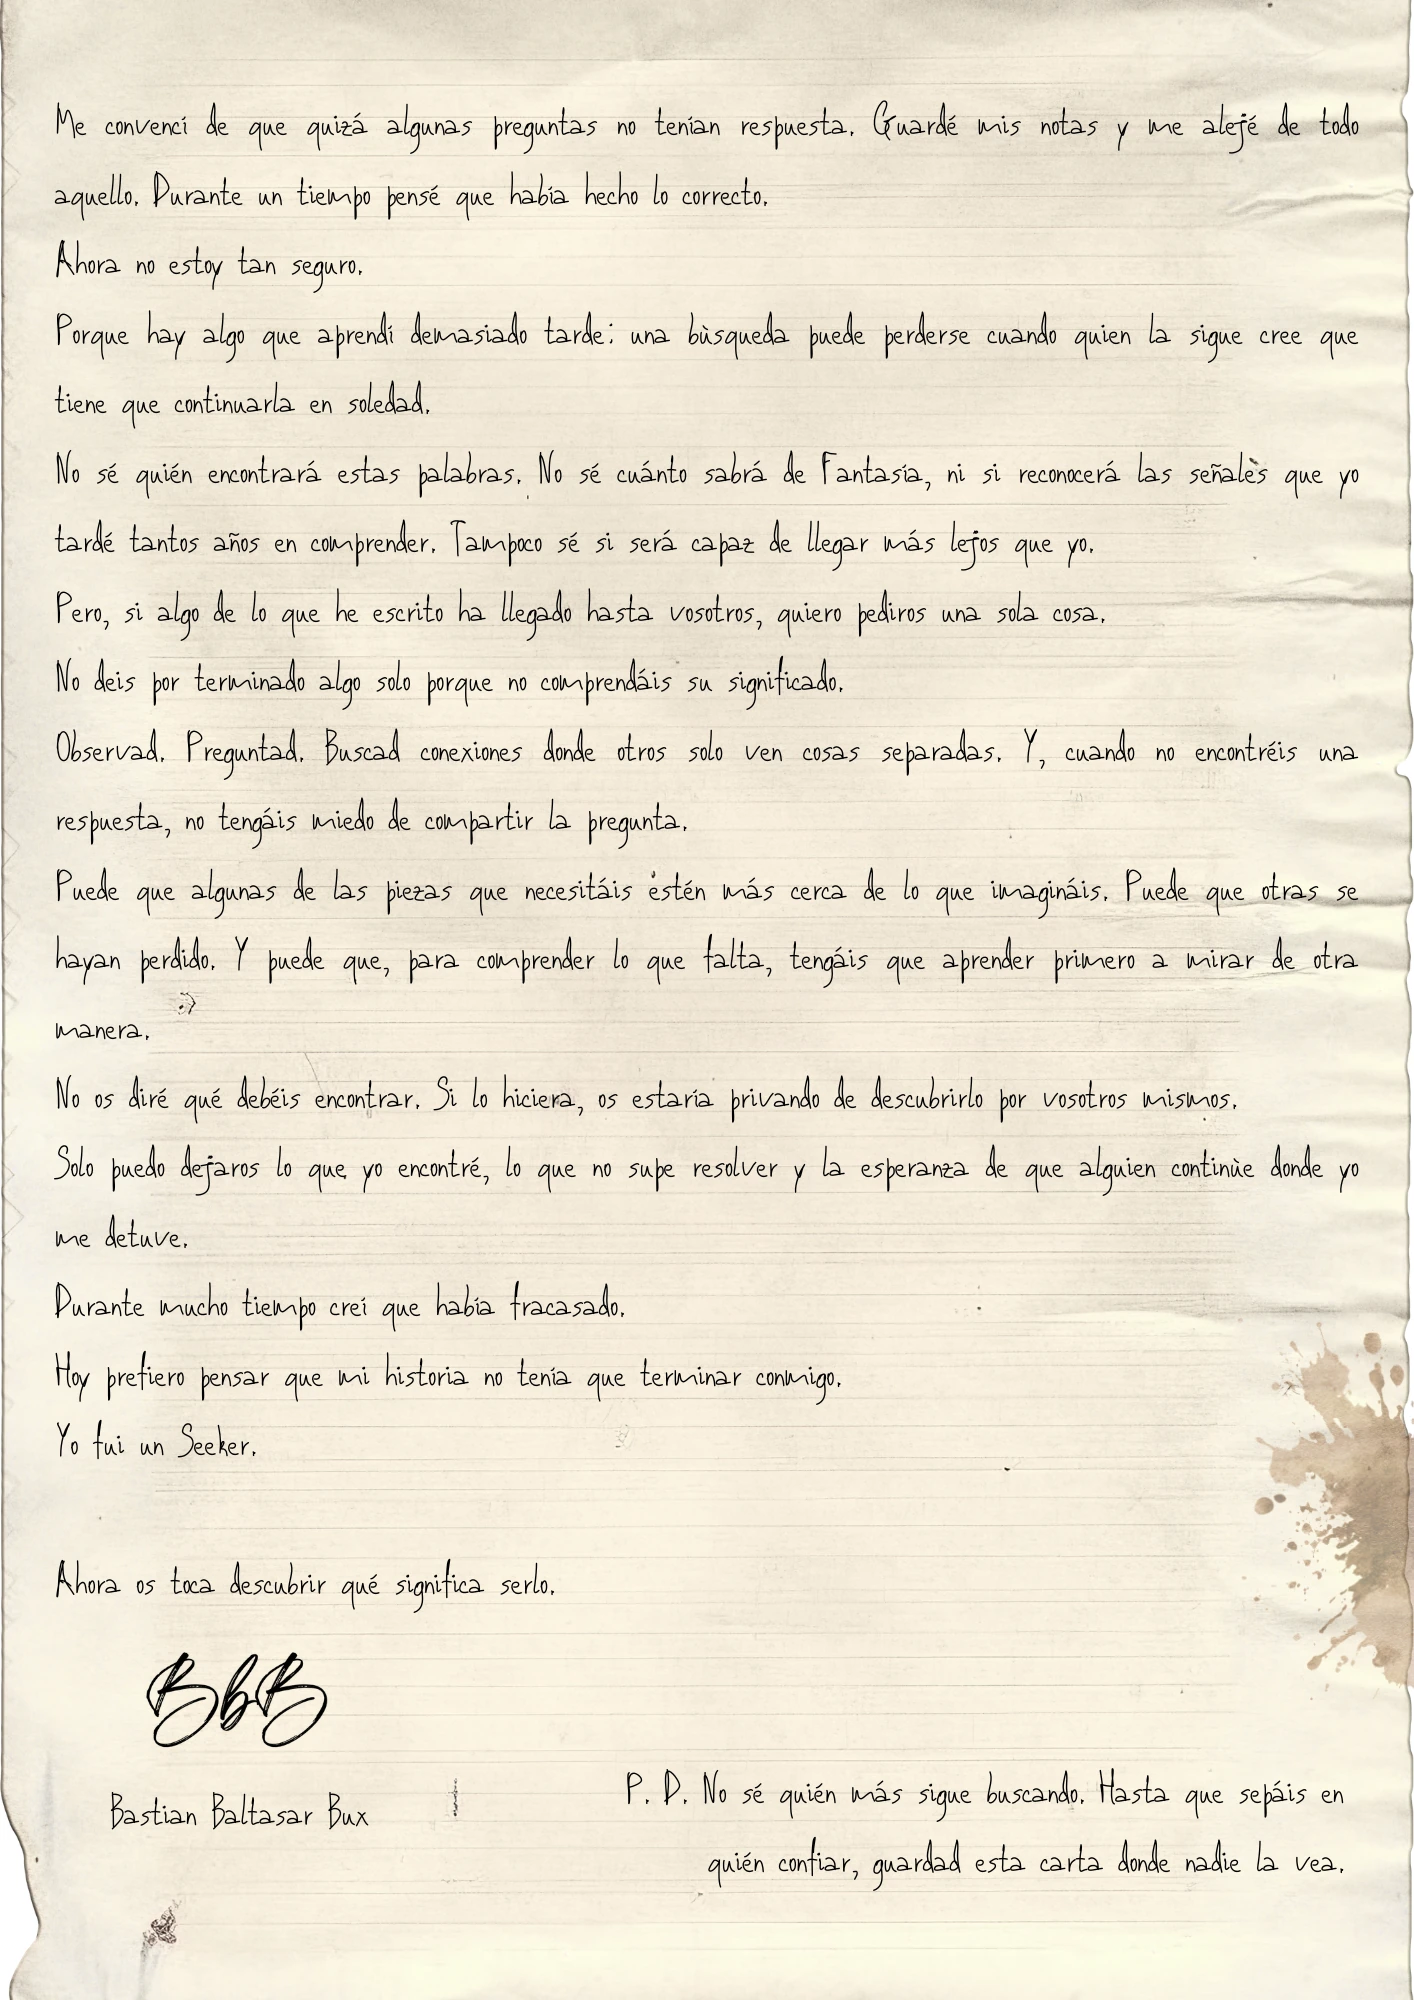 Me convencí de que quizá algunas preguntas no tenían respuesta. Guardé mis notas y me alejé de todo
aquello. Durante un tiempo pensé que había hecho lo correcto.
Ahora no estoy tan seguro.
Porque hay algo que aprendí demasiado tarde: una bùsqueda puede perderse cuando quien la sigue cree que
tiene que continuarla en soledad.
No sé quién encontrará estas palabras. No sé cuánto sabrá de Fantasía, ni si reconocerá las señales que yo
tardé tantos años en comprender. Tampoco sé si será capaz de llegar más lejos que yo.
Pero, si algo de lo que he escrito ha llegado hasta vosotros, quiero pediros una sola cosa.
No deis por terminado algo solo porque no comprendáis su significado.
Observad. Preguntad. Buscad conexiones donde otros solo ven cosas separadas. Y, cuando no encontréis una
respuesta, no tengáis miedo de compartir la pregunta.
Puede que algunas de las piezas que necesitáis estén más cerca de lo que imagináis. Puede que otras se
hayan perdido. Y puede que, para comprender lo que falta, tengáis que aprender primero a mirar de otra
manera.
No os diré qué debéis encontrar. Si lo hiciera, os estaría privando de descubrirlo por vosotros mismos.
Solo puedo dejaros lo que yo encontré, lo que no supe resolver y la esperanza de que alguien continùe donde yo
me detuve.
Durante mucho tiempo creí que había fracasado.
Hoy prefiero pensar que mi historia no tenía que terminar conmigo.
Yo fui un Seeker.
Ahora os toca descubrir qué significa serlo.
BbB
Bastian Baltasar Bux
P. D. No sé quién más sigue buscando. Hasta que sepáis en
quién confiar, guardad esta carta donde nadie la vea.